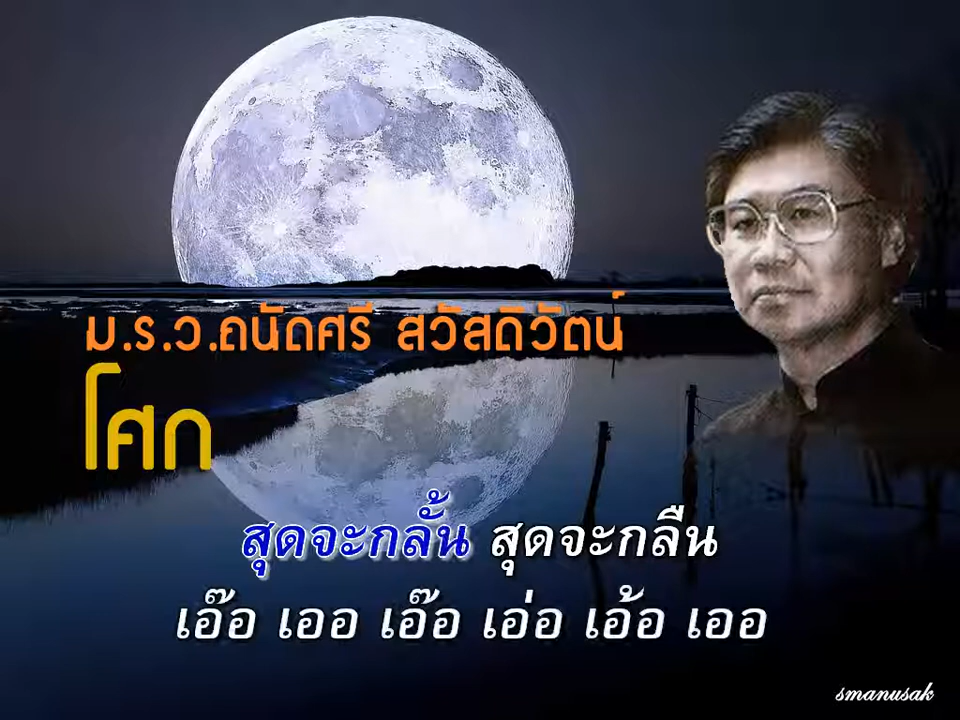 ม.ร.ว.ถนัดศรี สวัสดิวัตน์
โศก
สุดจะกลั้น สุดจะกลืน
เอ๊อ เออ เอ๊อ เอ่อ เอ้อ เออ
smanusak